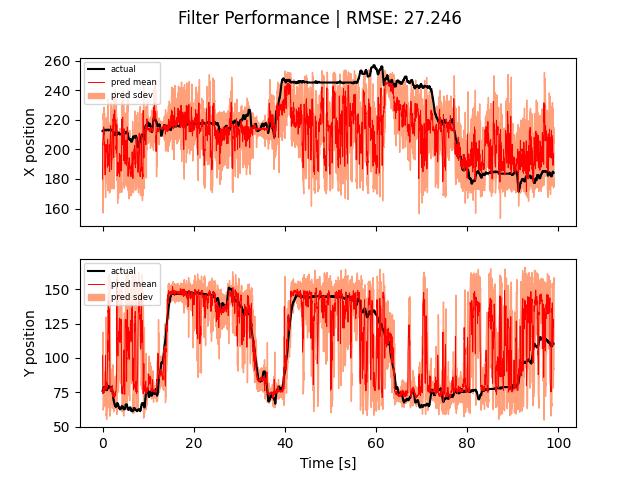 Filter Performance | RMSE: 27.246
260
240
220
200
180
160
X position
actual
pred mean
pred sdev
150
125
100
75
50
Y position
actual
pred mean
pred sdev
0 20 40 60 80 100
Time [s]